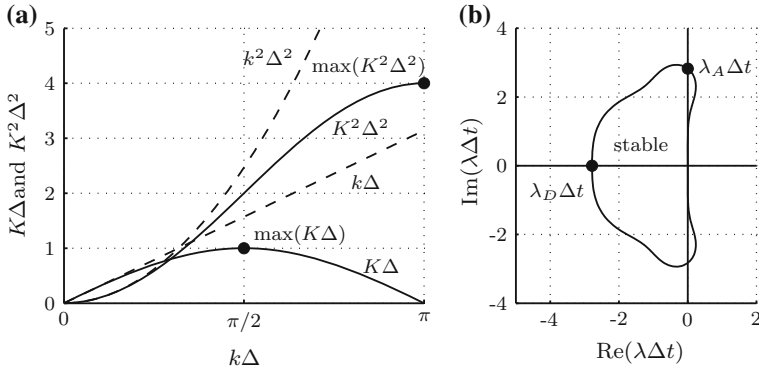 (a)
KΔ and K²Δ²
5
4
3
2
1
0
k²Δ²
max(K²Δ²)
K²Δ²
kΔ
max(KΔ)
KΔ
0
π/2
π
kΔ
(b)
Im(λΔt)
4
2
0
-2
-4
λ_AΔt
stable
λ_DΔt
-4
-2
0
2
Re(λΔt)